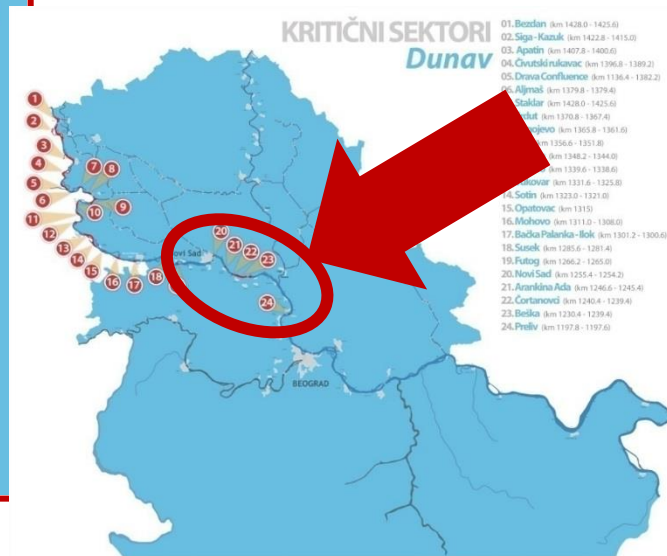 KRITIČNI SEKTORI
Dunav
01. Bezdan (km 1428.0 - 1425.6)
02. Siga - Kazuk (km 1422.8 - 1415.0)
03. Apatin (km 1407.8 - 1400.6)
04. Čivutski rukavac (km 1396.8 - 1389.2)
05. Drava Confluence (km 1136.4 - 1382.2)
Aljmaš (km 1379.8 - 1379.4)
Staklar (km 1428.0 - 1425.6)
(km 1370.8 - 1367.4)
(km 1365.8 - 1361.6)
1356.6 - 1351.8)
1348.2 - 1344.0)
1339.6 - 1338.6)
(km 1331.6 - 1325.8)
14. Sotin (km 1323.0 - 1321.0)
15. Opatovac (km 1315)
16. Mohovo (km 1311.0 - 1308.0)
17. Bačka Palanka - Ilok (km 1301.2 - 1300.6)
18. Susek (km 1285.6 - 1281.4)
19. Futog (km 1266.2 - 1265.0)
20. Novi Sad (km 1255.4 - 1254.2)
21. Arankina Ada (km 1246.6 - 1245.4)
22. Čortanovci (km 1240.4 - 1239.4)
23. Beška (km 1230.4 - 1239.4)
24. Preliv (km 1197.8 - 1197.6)
1
2
3
4
5
6
7
8
9
10
11
12
13
14
15
16
17
18
20
21
22
23
24
Novi Sad
BEOGRAD